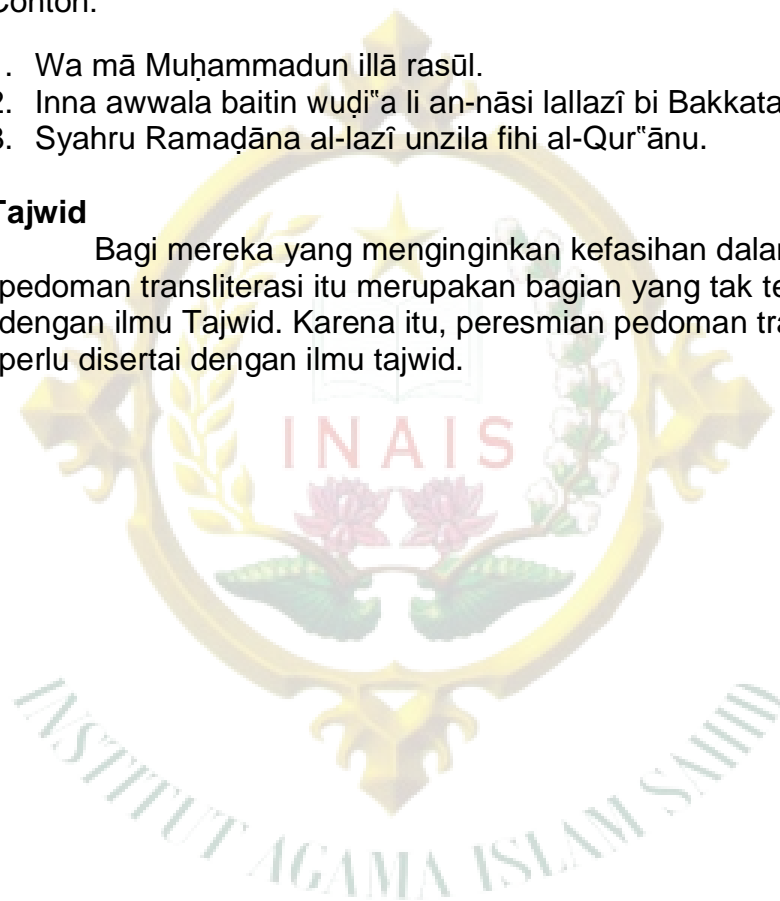 Contoh:
1. Wa mā Muḥammadun illā rasūl.
2. Inna awwala baitin wuḍi‟a li an-nāsi lallazî bi Bakkata
3. Syahru Ramaḍāna al-lazî unzila fihi al-Qur‟ānu.
Tajwid
Bagi mereka yang menginginkan kefasihan dalam
pedoman transliterasi itu merupakan bagian yang tak te
dengan ilmu Tajwid. Karena itu, peresmian pedoman tra
perlu disertai dengan ilmu tajwid.
INAIS
INSTITUT AGAMA ISLAM SAHID